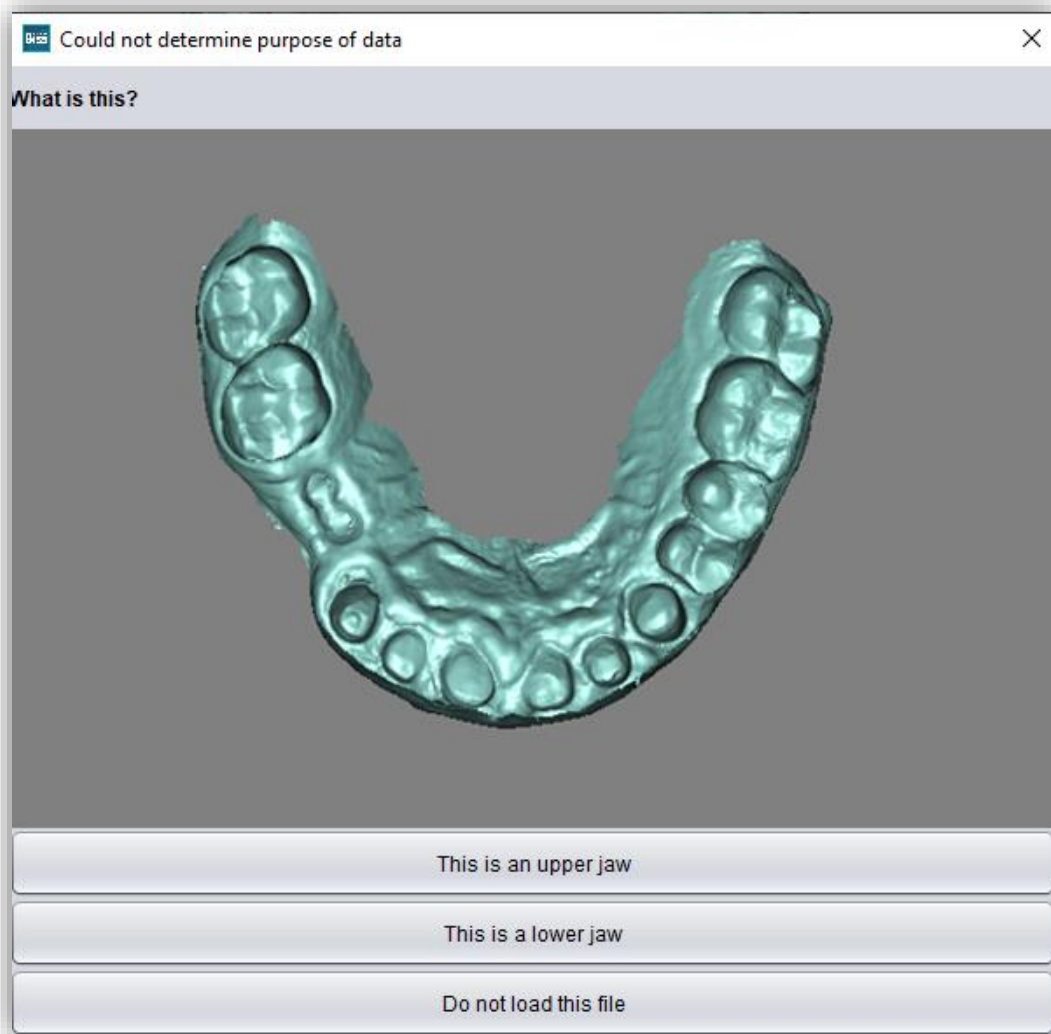 Could not determine purpose of data
What is this?
This is an upper jaw
This is a lower jaw
Do not load this file